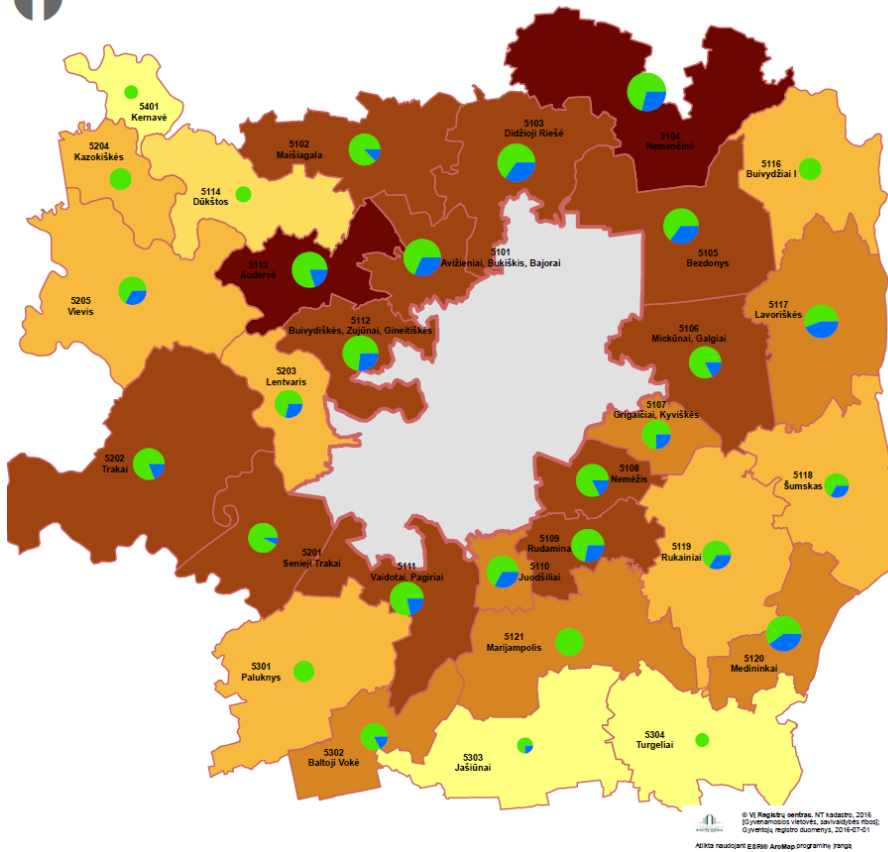 5401
Kernavė
5204
Kazokiškės
5102
Maišiagala
5103
Didžioji Riešė
5104
Nemenčinė
5116
Buivydžiai I
5114
Dūkštos
5113
Sudervė
5101
Avižieniai, Bukiškis, Bajorai
5105
Bezdonys
5205
Vievis
5117
Lavoriškės
5112
Buivydiškės, Zujūnai, Gineitiškės
5106
Mickūnai, Galgiai
5203
Lentvaris
5107
Grigaičiai, Kyviškės
5202
Trakai
5108
Nemėžis
5118
Šumskas
5201
Senieji Trakai
5109
Rudamina
5119
Rukainiai
5111
Vaidotai, Pagiriai
5110
Juodšiliai
5121
Marijampolis
5301
Paluknys
5120
Medininkai
5302
Baltoji Vokė
5303
Jašiūnai
5304
Turgeliai
© VĮ Registrų centras, NT kadastro, 2016
[Gyvenamosios vietovės, savivaldybės ribos];
Gyventojų registro duomenys, 2016-07-01
Atlikta naudojant ESRI® ArcMap programinę įrangą